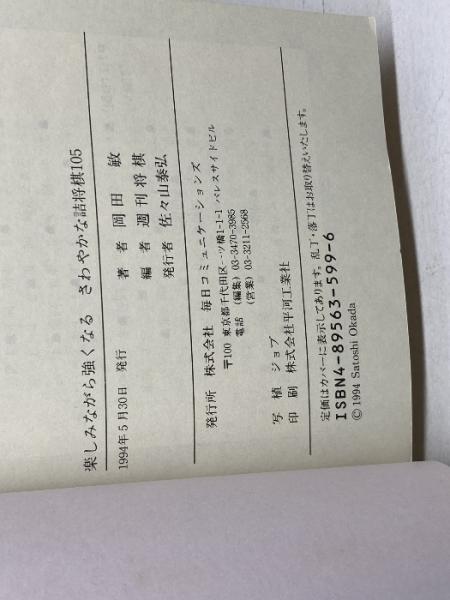 楽しみながら強くなる さわやかな詰将棋105
1994年5月30日 発行
著者 岡田 敏
編者 週刊将棋
発行者 佐々山泰弘
発行所 株式会社 毎日コミュニケーションズ
〒100 東京都千代田区一ツ橋1-1-1 パレスサイドビル
電話 (編集) 03-3470-3985
(営業) 03-3211-2568
写植 ジョブ
印刷 株式会社平河工業社
定価はカバーに表示してあります。乱丁・落丁はお取り替えいたします。
ISBN4-89563-599-6
© 1994 Satoshi Okada